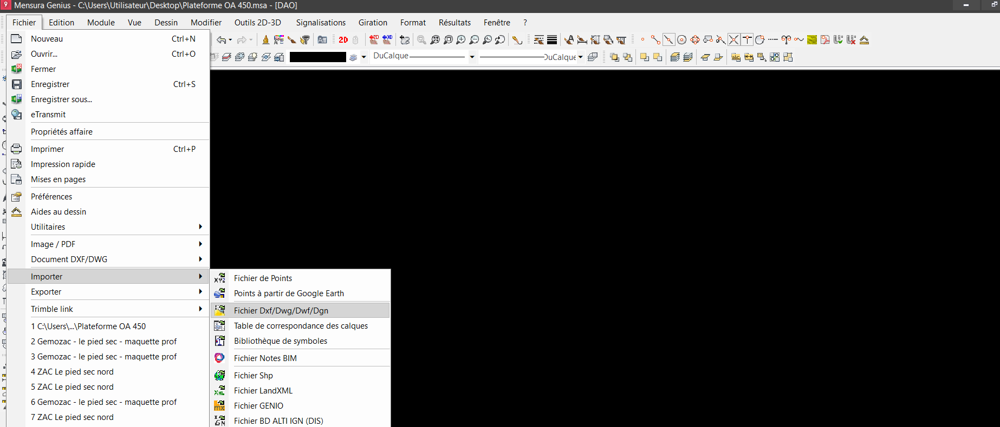 Mensura Genius - C:\Users\Utilisateur\Desktop\Plateforme OA 450.msa - [DAO]
Fichier Edition Module Vue Dessin Modifier Outils 2D-3D Signalisations Giration Format Résultats Fenêtre ?
Nouveau Ctrl+N
Aff 2D 2D 3D
Ouvrir... Ctrl+O
DuCalque DuCalque abc
Fermer
Enregistrer Ctrl+S
Enregistrer sous...
eTransmit
Propriétés affaire
Imprimer Ctrl+P
Impression rapide
Mises en pages
Préférences
Aides au dessin
Utilitaires
Image / PDF
Document DXF/DWG
Importer
Exporter
Trimble link
1 C:\Users\...\Plateforme OA 450
2 Gemozac - le pied sec - maquette prof
3 Gemozac - le pied sec - maquette prof
4 ZAC Le pied sec nord
5 ZAC Le pied sec nord
6 Gemozac - le pied sec - maquette prof
7 ZAC Le pied sec nord
Fichier de Points
Points à partir de Google Earth
Fichier Dxf/Dwg/Dwf/Dgn
Table de correspondance des calques
Bibliothèque de symboles
Fichier Notes BIM
Fichier Shp
Fichier LandXML
Fichier GENIO
Fichier BD ALTI IGN (DIS)